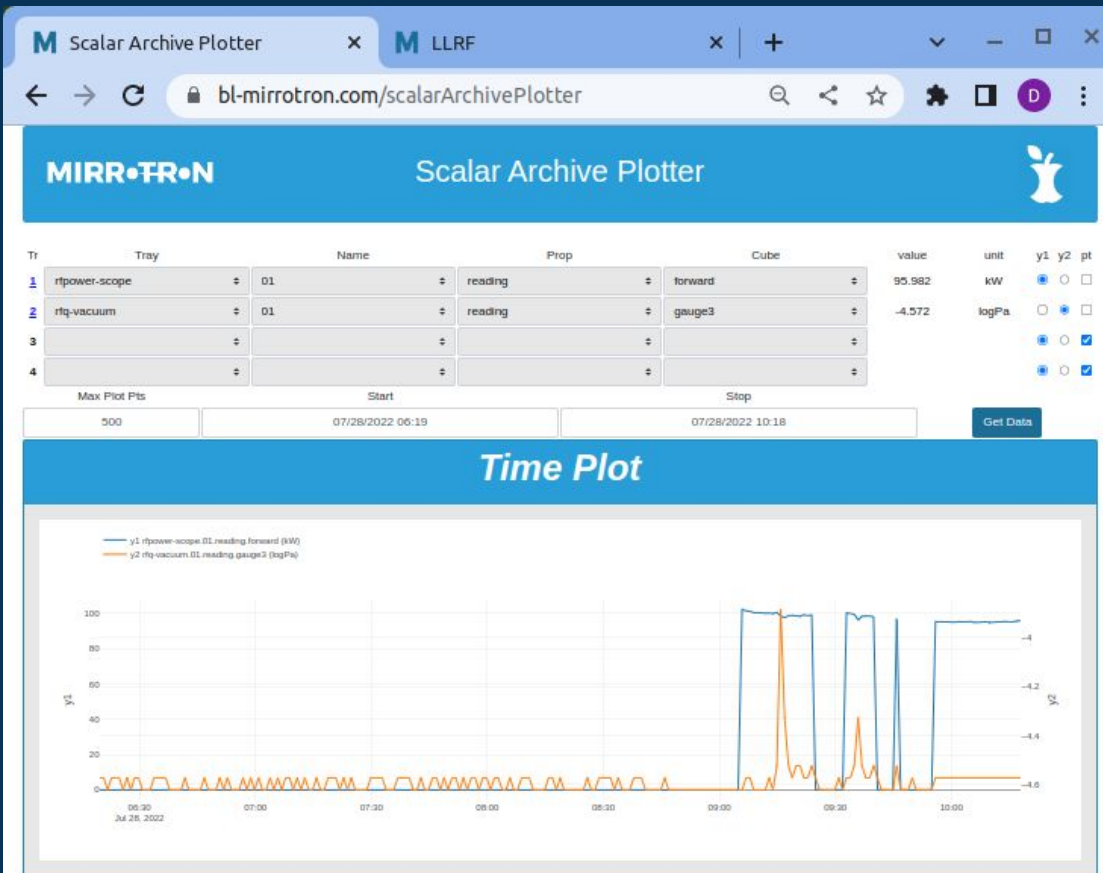 Scalar Archive Plotter
LLRF
bl-mirrotron.com/scalarArchivePlotter
D
MIRROTRON
Scalar Archive Plotter
Tr Tray Name Prop Cube value unit y1 y2 pt
1 rfpower-scope 01 reading forward 95.982 kW
2 rfq-vacuum 01 reading gauge3 -4.572 logPa
3
4
Max Plot Pts Start Stop
500 07/28/2022 06:19 07/28/2022 10:18 Get Data
Time Plot
y1 rfpower-scope.01.reading.forward (kW)
y2 rfq-vacuum.01.reading.gauge3 (logPa)
100
80
60
40
20
0
y1
−4
−4.2
−4.4
−4.6
y2
06:30 07:00 07:30 08:00 08:30 09:00 09:30 10:00
Jul 28, 2022